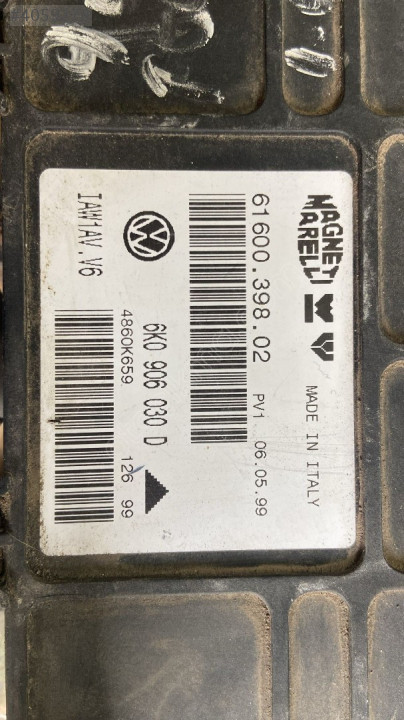 MAGNETI
MARELLI
MADE IN ITALY
61600.398.02
PV1 06.05.99
6K0 906 030 D
4860K659
126 99
IAW1AV.V6